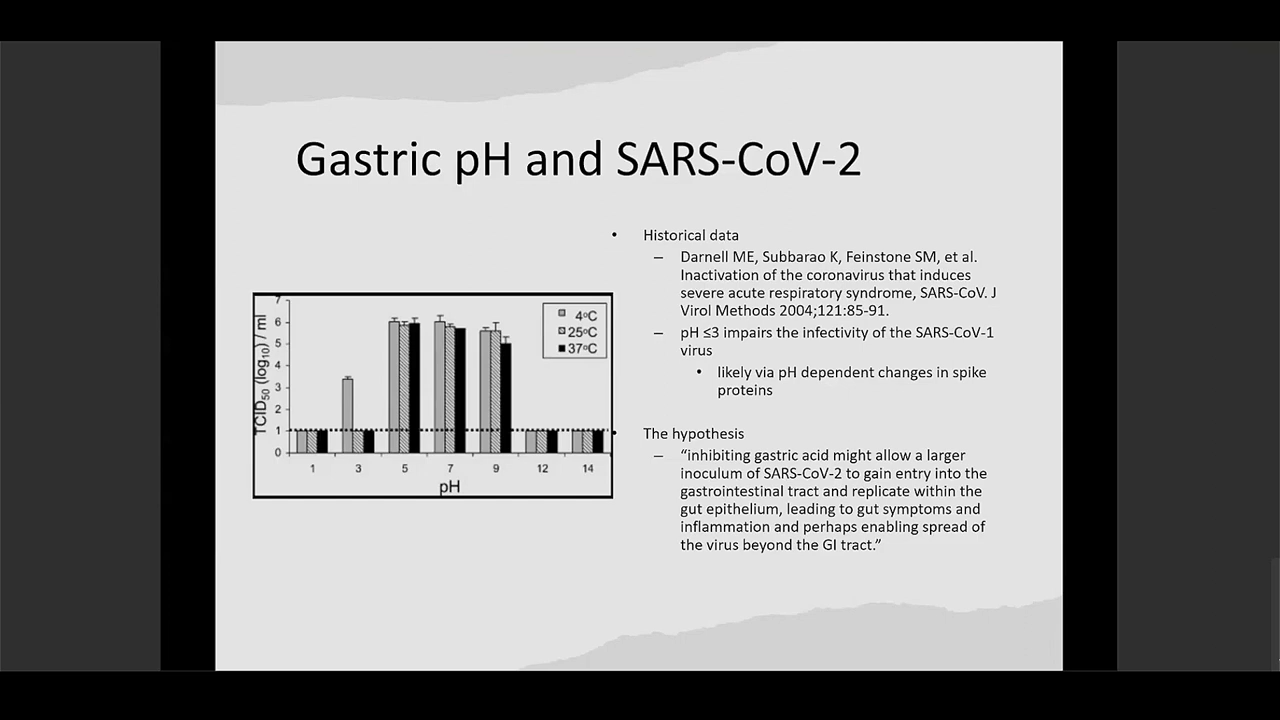 Gastric pH and SARS-CoV-2
7
6
5
4
3
2
1
0
TCID50 (log10) / ml
4oC
25oC
37oC
1 3 5 7 9 12 14
pH
• Historical data
– Darnell ME, Subbarao K, Feinstone SM, et al.
Inactivation of the coronavirus that induces
severe acute respiratory syndrome, SARS-CoV. J
Virol Methods 2004;121:85-91.
– pH ≤3 impairs the infectivity of the SARS-CoV-1
virus
• likely via pH dependent changes in spike
proteins
• The hypothesis
– “inhibiting gastric acid might allow a larger
inoculum of SARS-CoV-2 to gain entry into the
gastrointestinal tract and replicate within the
gut epithelium, leading to gut symptoms and
inflammation and perhaps enabling spread of
the virus beyond the GI tract.”